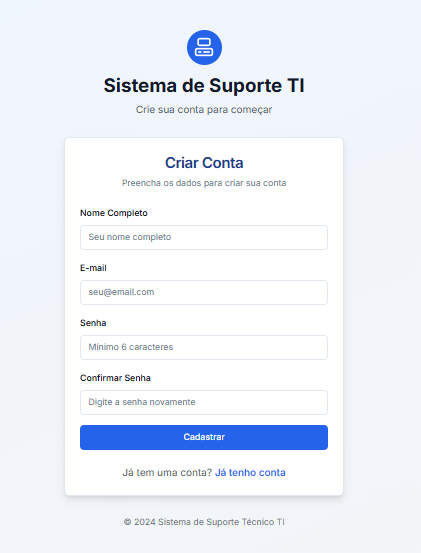 Sistema de Suporte TI
Crie sua conta para começar
Criar Conta
Preencha os dados para criar sua conta
Nome Completo
Seu nome completo
E-mail
seu@email.com
Senha
Mínimo 6 caracteres
Confirmar Senha
Digite a senha novamente
Cadastrar
Já tem uma conta? Já tenho conta
© 2024 Sistema de Suporte Técnico TI